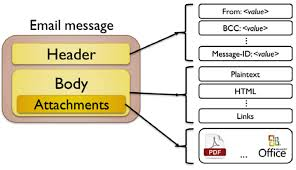 Email message
Header
Body
Attachments
From: <value>
BCC: <value>
⋮
Message-ID: <value>
Plaintext
HTML
⋮
Links
PDF
...
Office